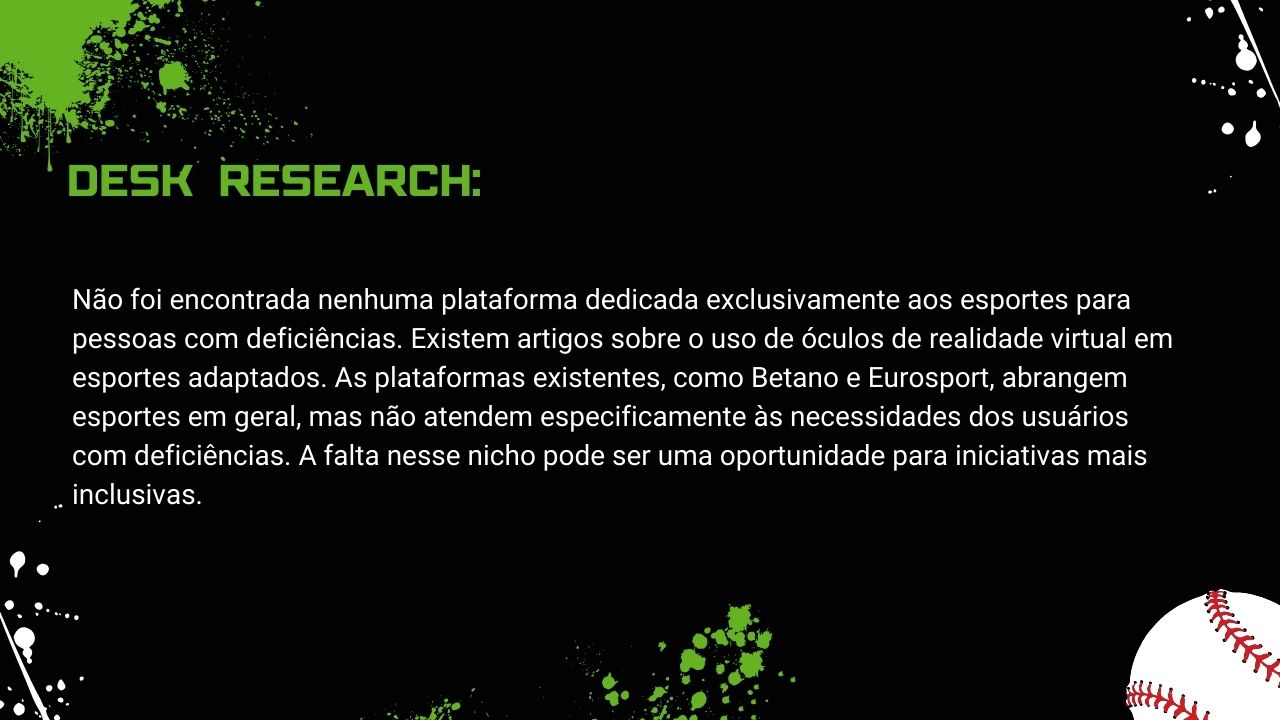 DESK RESEARCH:
Não foi encontrada nenhuma plataforma dedicada exclusivamente aos esportes para
pessoas com deficiências. Existem artigos sobre o uso de óculos de realidade virtual em
esportes adaptados. As plataformas existentes, como Betano e Eurosport, abrangem
esportes em geral, mas não atendem especificamente às necessidades dos usuários
com deficiências. A falta nesse nicho pode ser uma oportunidade para iniciativas mais
inclusivas.